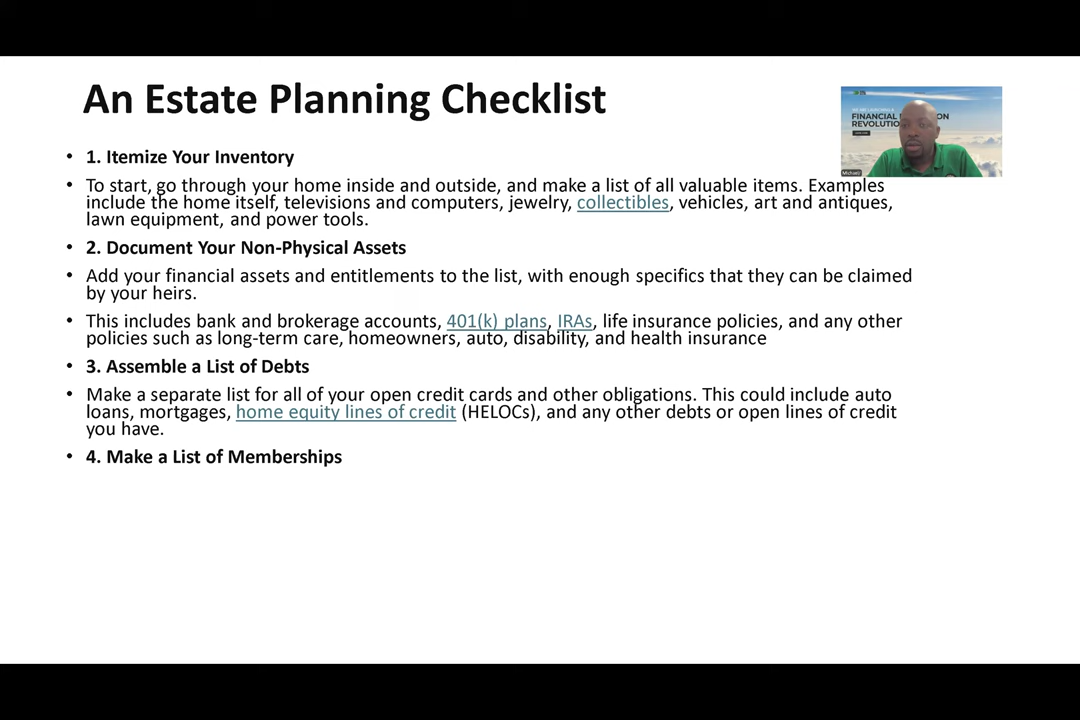 An Estate Planning Checklist
FINANCIAL
ON
REVOLUTIO
Michael
• 1. Itemize Your Inventory
• To start, go through your home inside and outside, and make a list of all valuable items. Examples
include the home itself, televisions and computers, jewelry, collectibles, vehicles, art and antiques,
lawn equipment, and power tools.
• 2. Document Your Non-Physical Assets
• Add your financial assets and entitlements to the list, with enough specifics that they can be claimed
by your heirs.
• This includes bank and brokerage accounts, 401(k) plans, IRAs, life insurance policies, and any other
policies such as long-term care, homeowners, auto, disability, and health insurance
• 3. Assemble a List of Debts
• Make a separate list for all of your open credit cards and other obligations. This could include auto
loans, mortgages, home equity lines of credit (HELOCs), and any other debts or open lines of credit
you have.
• 4. Make a List of Memberships